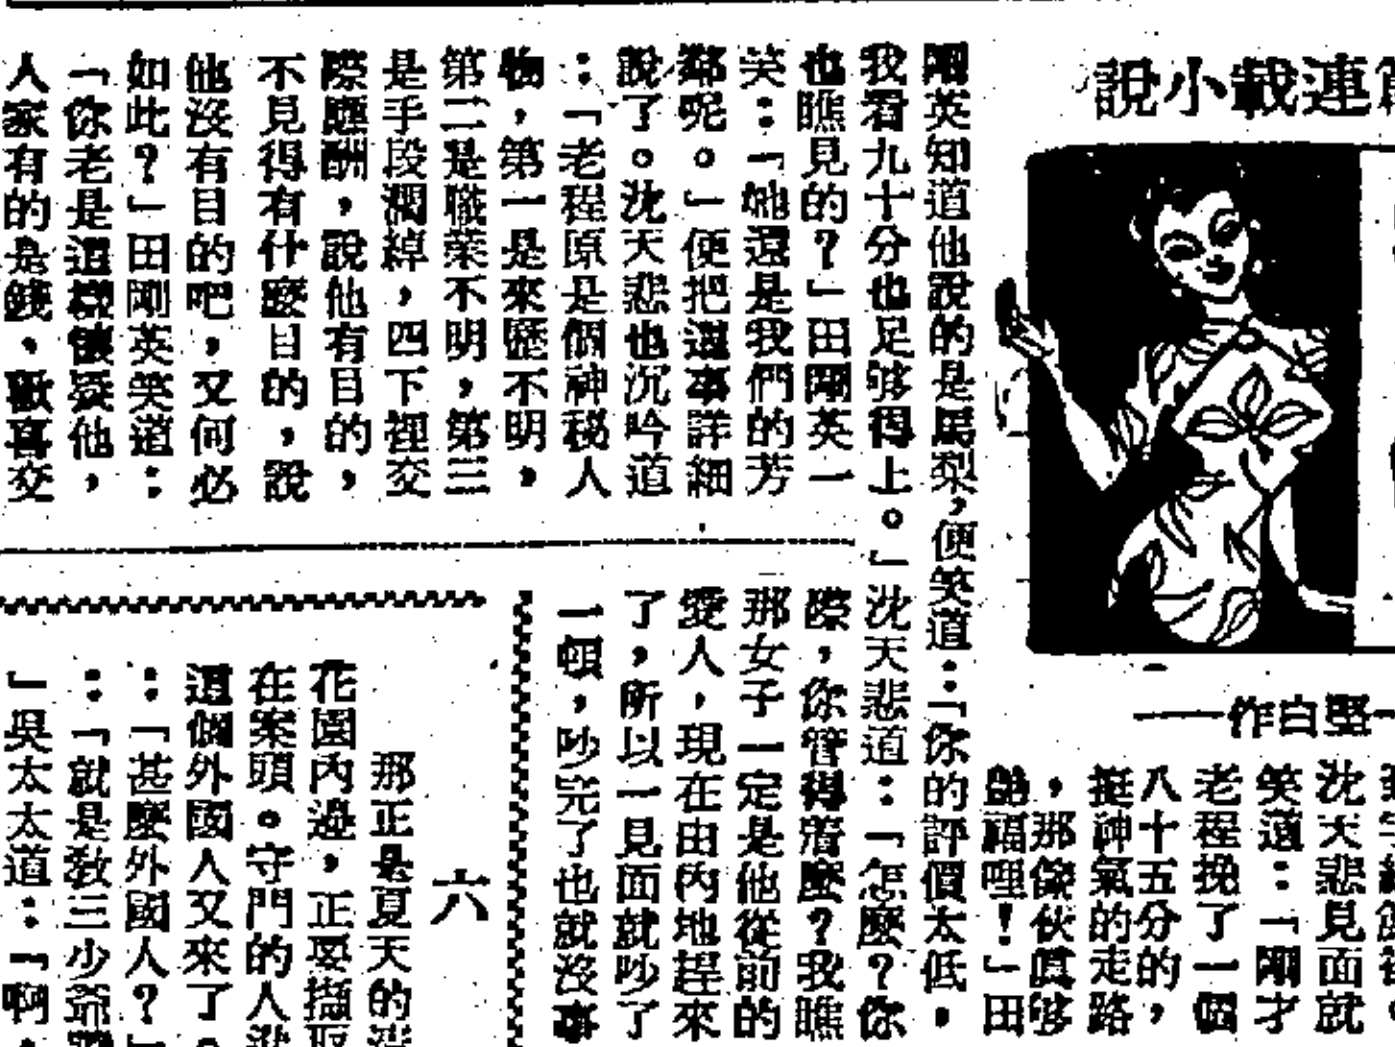 連載小說
堅白作
沈天悲見面就
笑道：「剛才
老程挽了一個
八十五分的，
挺神氣的走路
，那傢伙眞够
艷福哩！」田
剛英知道他說的是馬梨，便笑道：「你的評價太低，
我看九十分也足够得上。」沈天悲道：「怎麼？你
也瞧見的？」田剛英一
笑：「她還是我們的芳
鄰呢。」便把這事詳細
說了。沈天悲也沉吟道
：「老程原是個神秘人
物，第一是來歷不明，
第二是職業不明，第三
是手段濶綽，四下裡交
際應酬，說他有目的，
不見得有什麼目的，說
他沒有目的吧，又何必
如此？」田剛英笑道：
「你老是這樣懷疑他，
人家有的是錢，歡喜交
際，你管得着麼？我瞧
那女子一定是他從前的
愛人，現在由內地趕來
了，所以一見面就吵了
一頓，吵完了也就沒事
六
那正是夏天的
花園內邊，正要擷取
在案頭。守門的人
這個外國人又來了。
：「甚麼外國人？」
：「就是敎三少爺
」吳太太道：「啊，